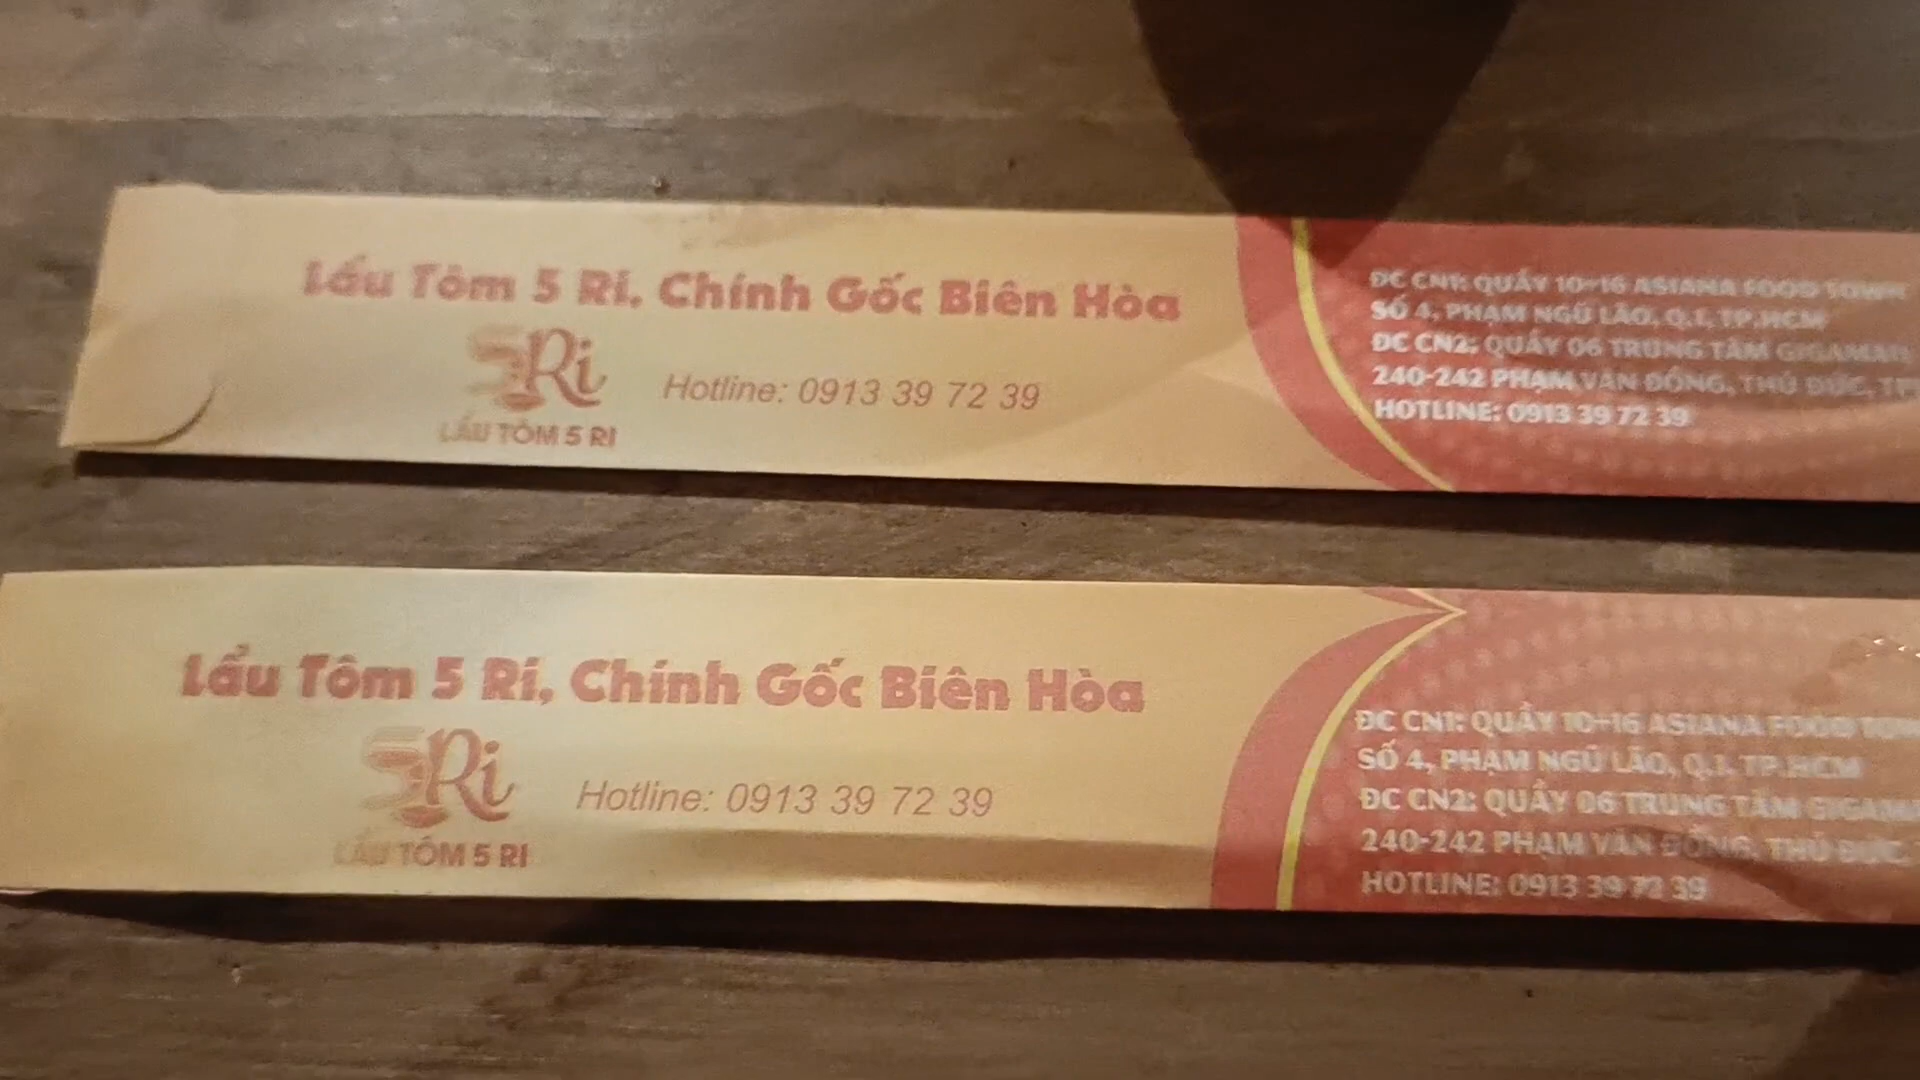 Lẩu Tôm 5 Ri, Chính Gốc Biên Hòa
5Ri
Hotline: 0913 39 72 39
LẨU TÔM 5 RI
ĐC CN1: QUẦY 10-16 ASIANA FOOD TOWN
SỐ 4, PHẠM NGŨ LÃO, Q.1, TP.HCM
ĐC CN2: QUẦY 06 TRUNG TÂM GIGAMALL
240-242 PHẠM VĂN ĐỒNG, THỦ ĐỨC,
HOTLINE: 0913 39 72 39
Lẩu Tôm 5 Ri, Chính Gốc Biên Hòa
5Ri
Hotline: 0913 39 72 39
LẨU TÔM 5 RI
ĐC CN1: QUẦY 10-16 ASIANA FOOD TOWN
SỐ 4, PHẠM NGŨ LÃO, Q.1, TP.HCM
ĐC CN2: QUẦY 06 TRUNG TÂM
240-242 PHẠM VĂN ĐỒNG, THỦ ĐỨC,
HOTLINE: 0913 39 72 39